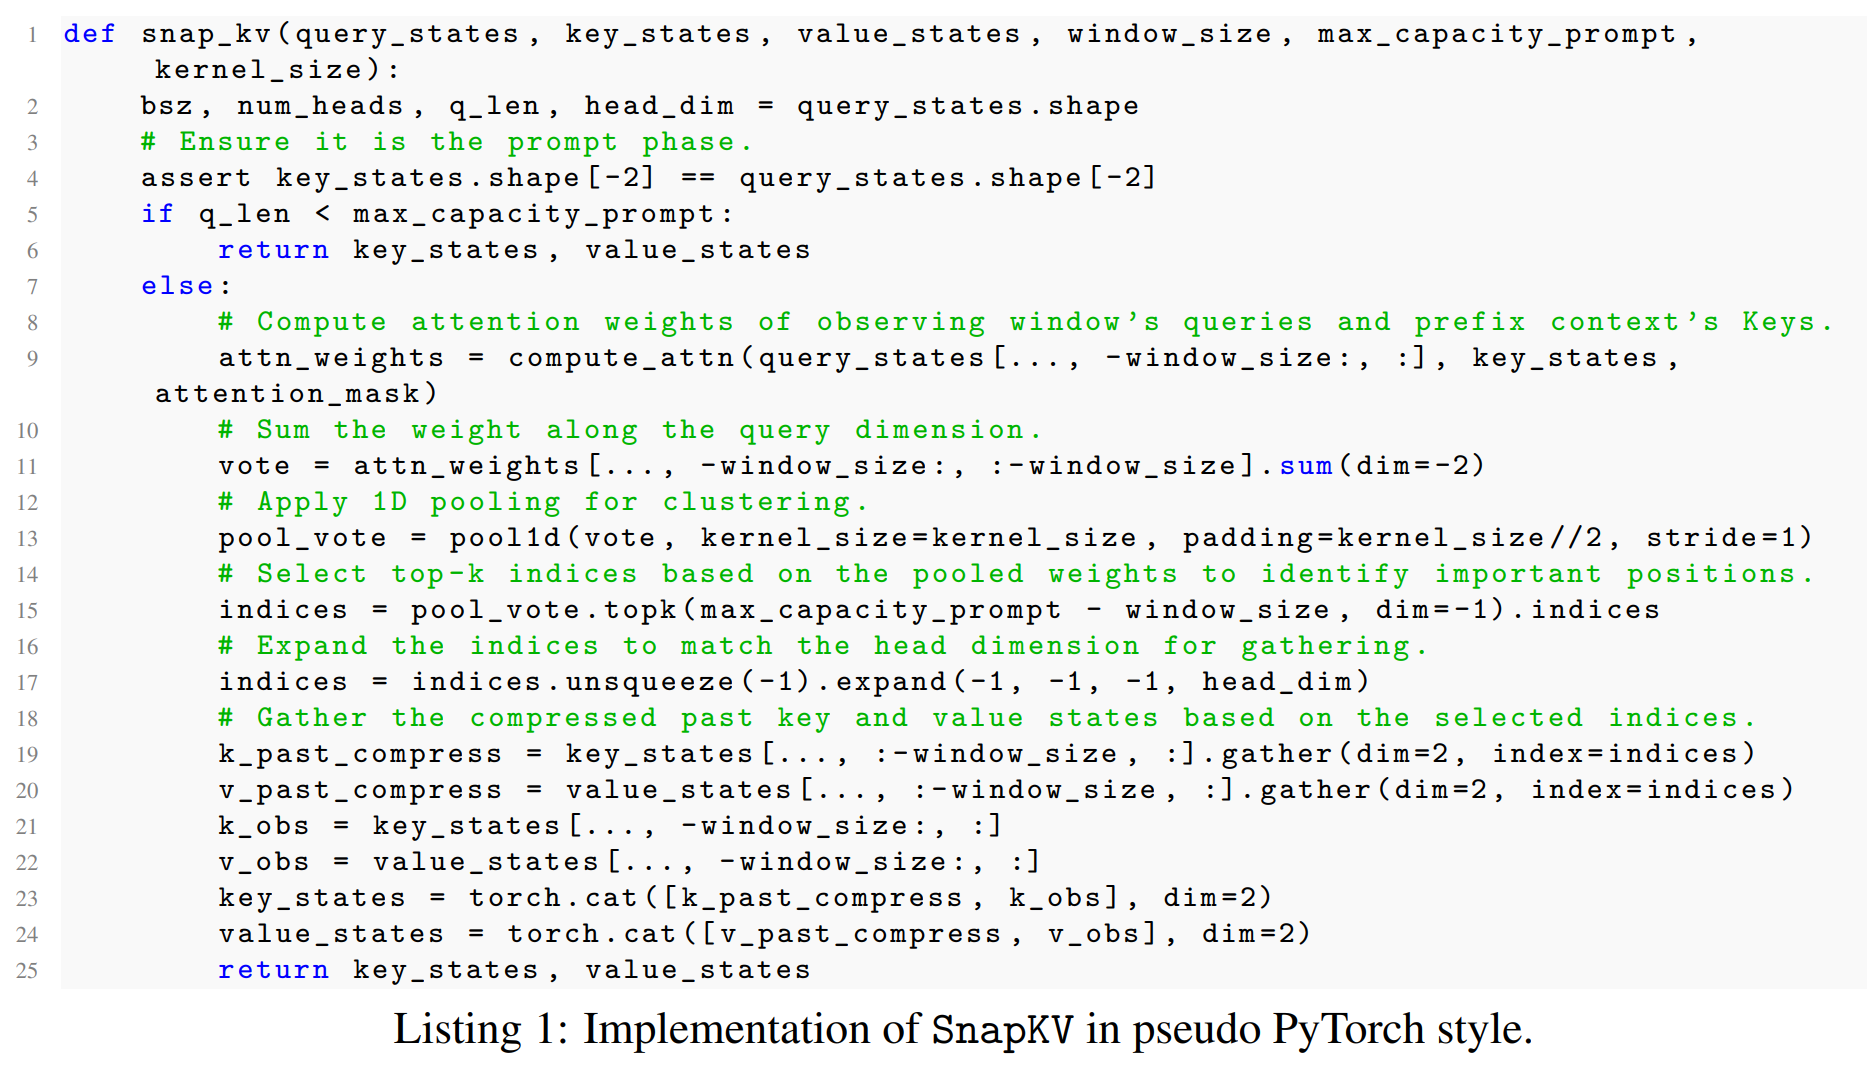 1 def snap_kv(query_states, key_states, value_states, window_size, max_capacity_prompt,
kernel_size):
2 bsz, num_heads, q_len, head_dim = query_states.shape
3 # Ensure it is the prompt phase.
4 assert key_states.shape[-2] == query_states.shape[-2]
5 if q_len < max_capacity_prompt:
6 return key_states, value_states
7 else:
8 # Compute attention weights of observing window’s queries and prefix context’s Keys.
9 attn_weights = compute_attn(query_states[..., -window_size:, :], key_states,
attention_mask)
10 # Sum the weight along the query dimension.
11 vote = attn_weights[..., -window_size:, :-window_size].sum(dim=-2)
12 # Apply 1D pooling for clustering.
13 pool_vote = pool1d(vote, kernel_size=kernel_size, padding=kernel_size//2, stride=1)
14 # Select top-k indices based on the pooled weights to identify important positions.
15 indices = pool_vote.topk(max_capacity_prompt - window_size, dim=-1).indices
16 # Expand the indices to match the head dimension for gathering.
17 indices = indices.unsqueeze(-1).expand(-1, -1, -1, head_dim)
18 # Gather the compressed past key and value states based on the selected indices.
19 k_past_compress = key_states[..., :-window_size, :].gather(dim=2, index=indices)
20 v_past_compress = value_states[..., :-window_size, :].gather(dim=2, index=indices)
21 k_obs = key_states[..., -window_size:, :]
22 v_obs = value_states[..., -window_size:, :]
23 key_states = torch.cat([k_past_compress, k_obs], dim=2)
24 value_states = torch.cat([v_past_compress, v_obs], dim=2)
25 return key_states, value_states
Listing 1: Implementation of SnapKV in pseudo PyTorch style.